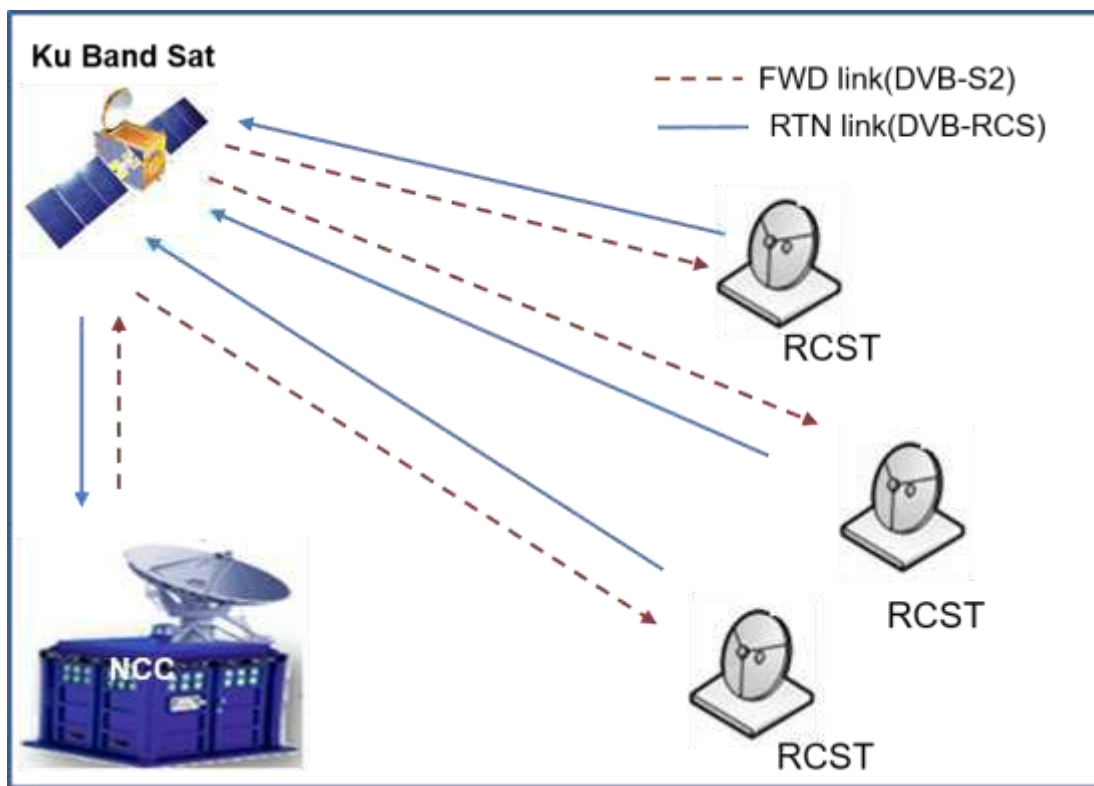 Ku Band Sat
FWD link(DVB-S2)
RTN link(DVB-RCS)
RCST
RCST
NCC
RCST